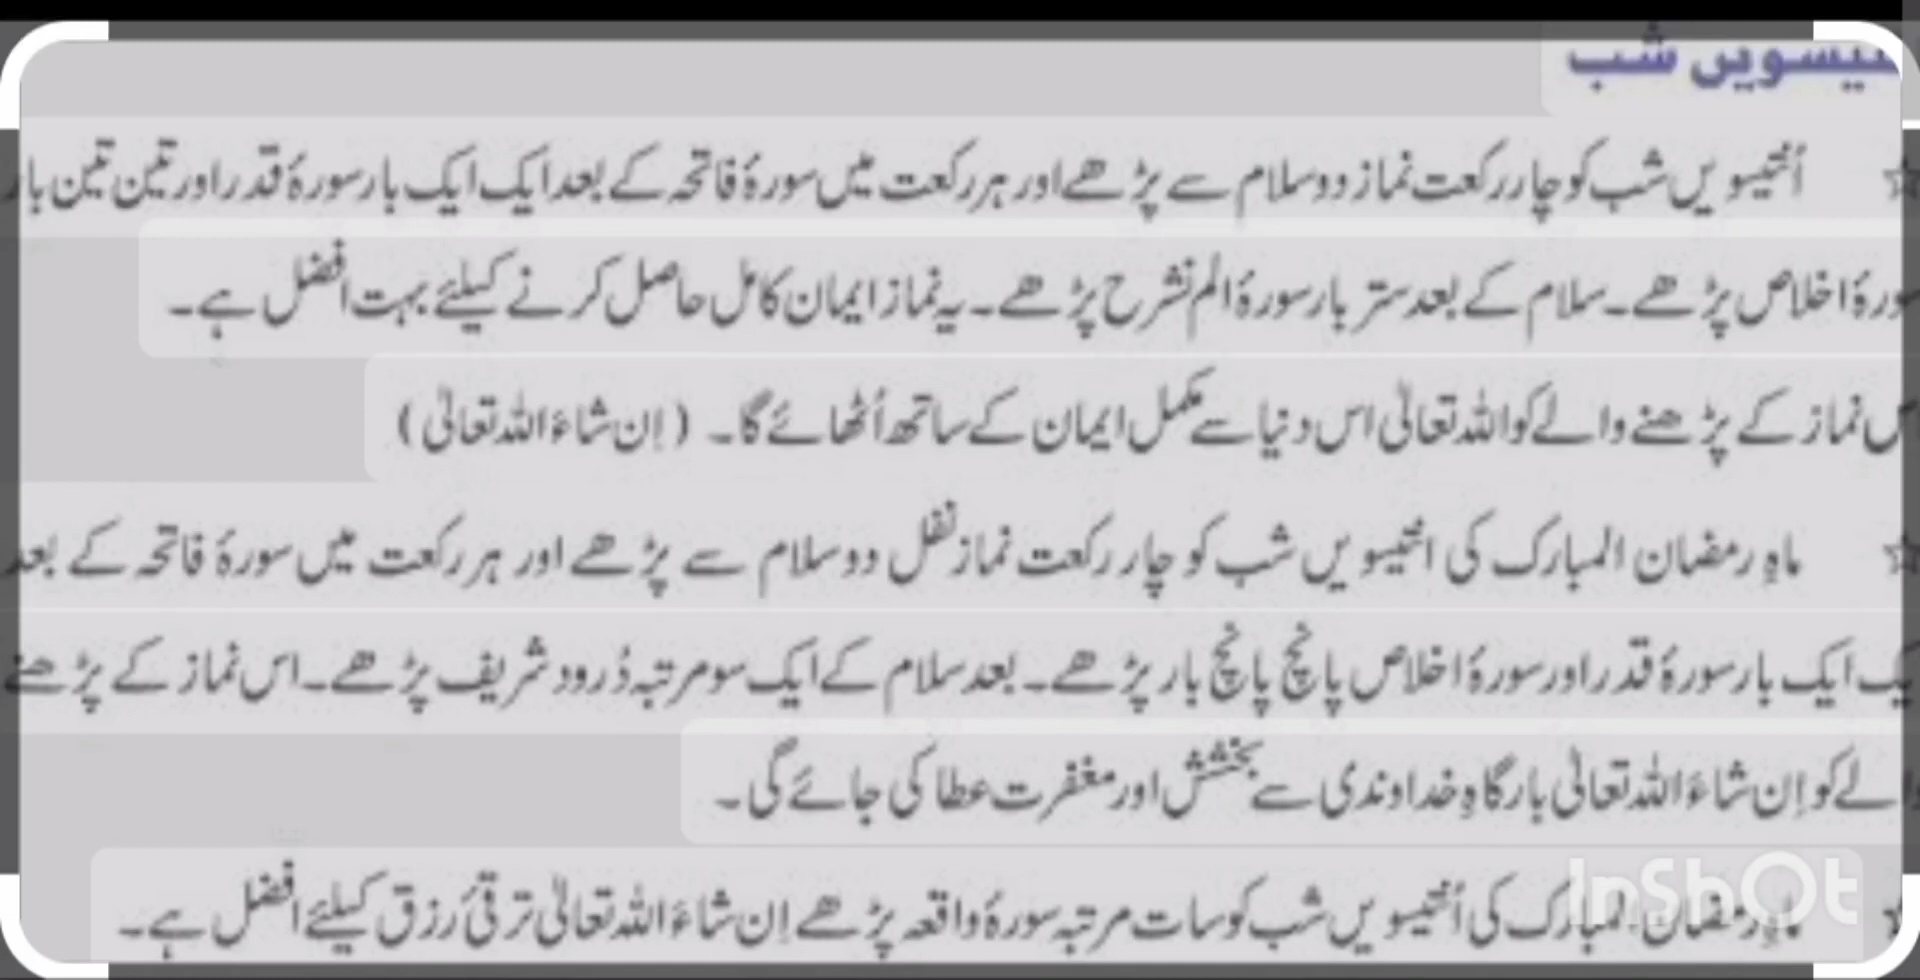 ئیسویں شب
☆ اُنتیسویں شب کو چار رکعت نماز دو سلام سے پڑھے اور ہر رکعت میں سورۂ فاتحہ کے بعد ایک ایک بار سورۂ قدر اور تین تین بار
سورۂ اخلاص پڑھے۔ سلام کے بعد ستر بار سورۂ الم نشرح پڑھے۔ یہ نماز ایمان کامل حاصل کرنے کیلئے بہت افضل ہے۔
اس نماز کے پڑھنے والے کو اللہ تعالیٰ اس دنیا سے مکمل ایمان کے ساتھ اُٹھائے گا۔ (اِن شاءَ اللہ تعالیٰ)
☆ ماہِ رمضان المبارک کی انتیسویں شب کو چار رکعت نماز نفل دو سلام سے پڑھے اور ہر رکعت میں سورۂ فاتحہ کے بعد
یک ایک بار سورۂ قدر اور سورۂ اخلاص پانچ پانچ بار پڑھے۔ بعد سلام کے ایک سو مرتبہ دُرود شریف پڑھے۔ اس نماز کے پڑھنے
والے کو اِن شاءَ اللہ تعالیٰ بارگاہِ خداوندی سے بخشش اور مغفرت عطا کی جائے گی۔
☆ ماہِ رمضان المبارک کی اُنتیسویں شب کو سات مرتبہ سورۂ واقعہ پڑھے اِن شاءَ اللہ تعالیٰ ترقیٔ رزق کیلئے افضل ہے۔
InShOt